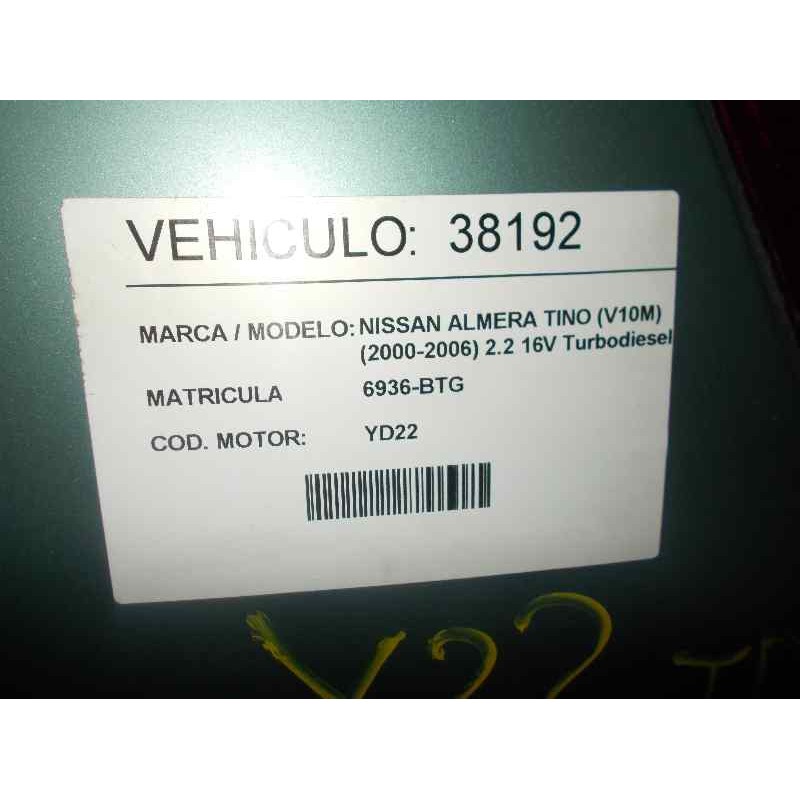 VEHICULO: 38192
MARCA / MODELO: NISSAN ALMERA TINO (V10M)
(2000-2006) 2.2 16V Turbodiesel
MATRICULA 6936-BTG
COD. MOTOR: YD22
Y22